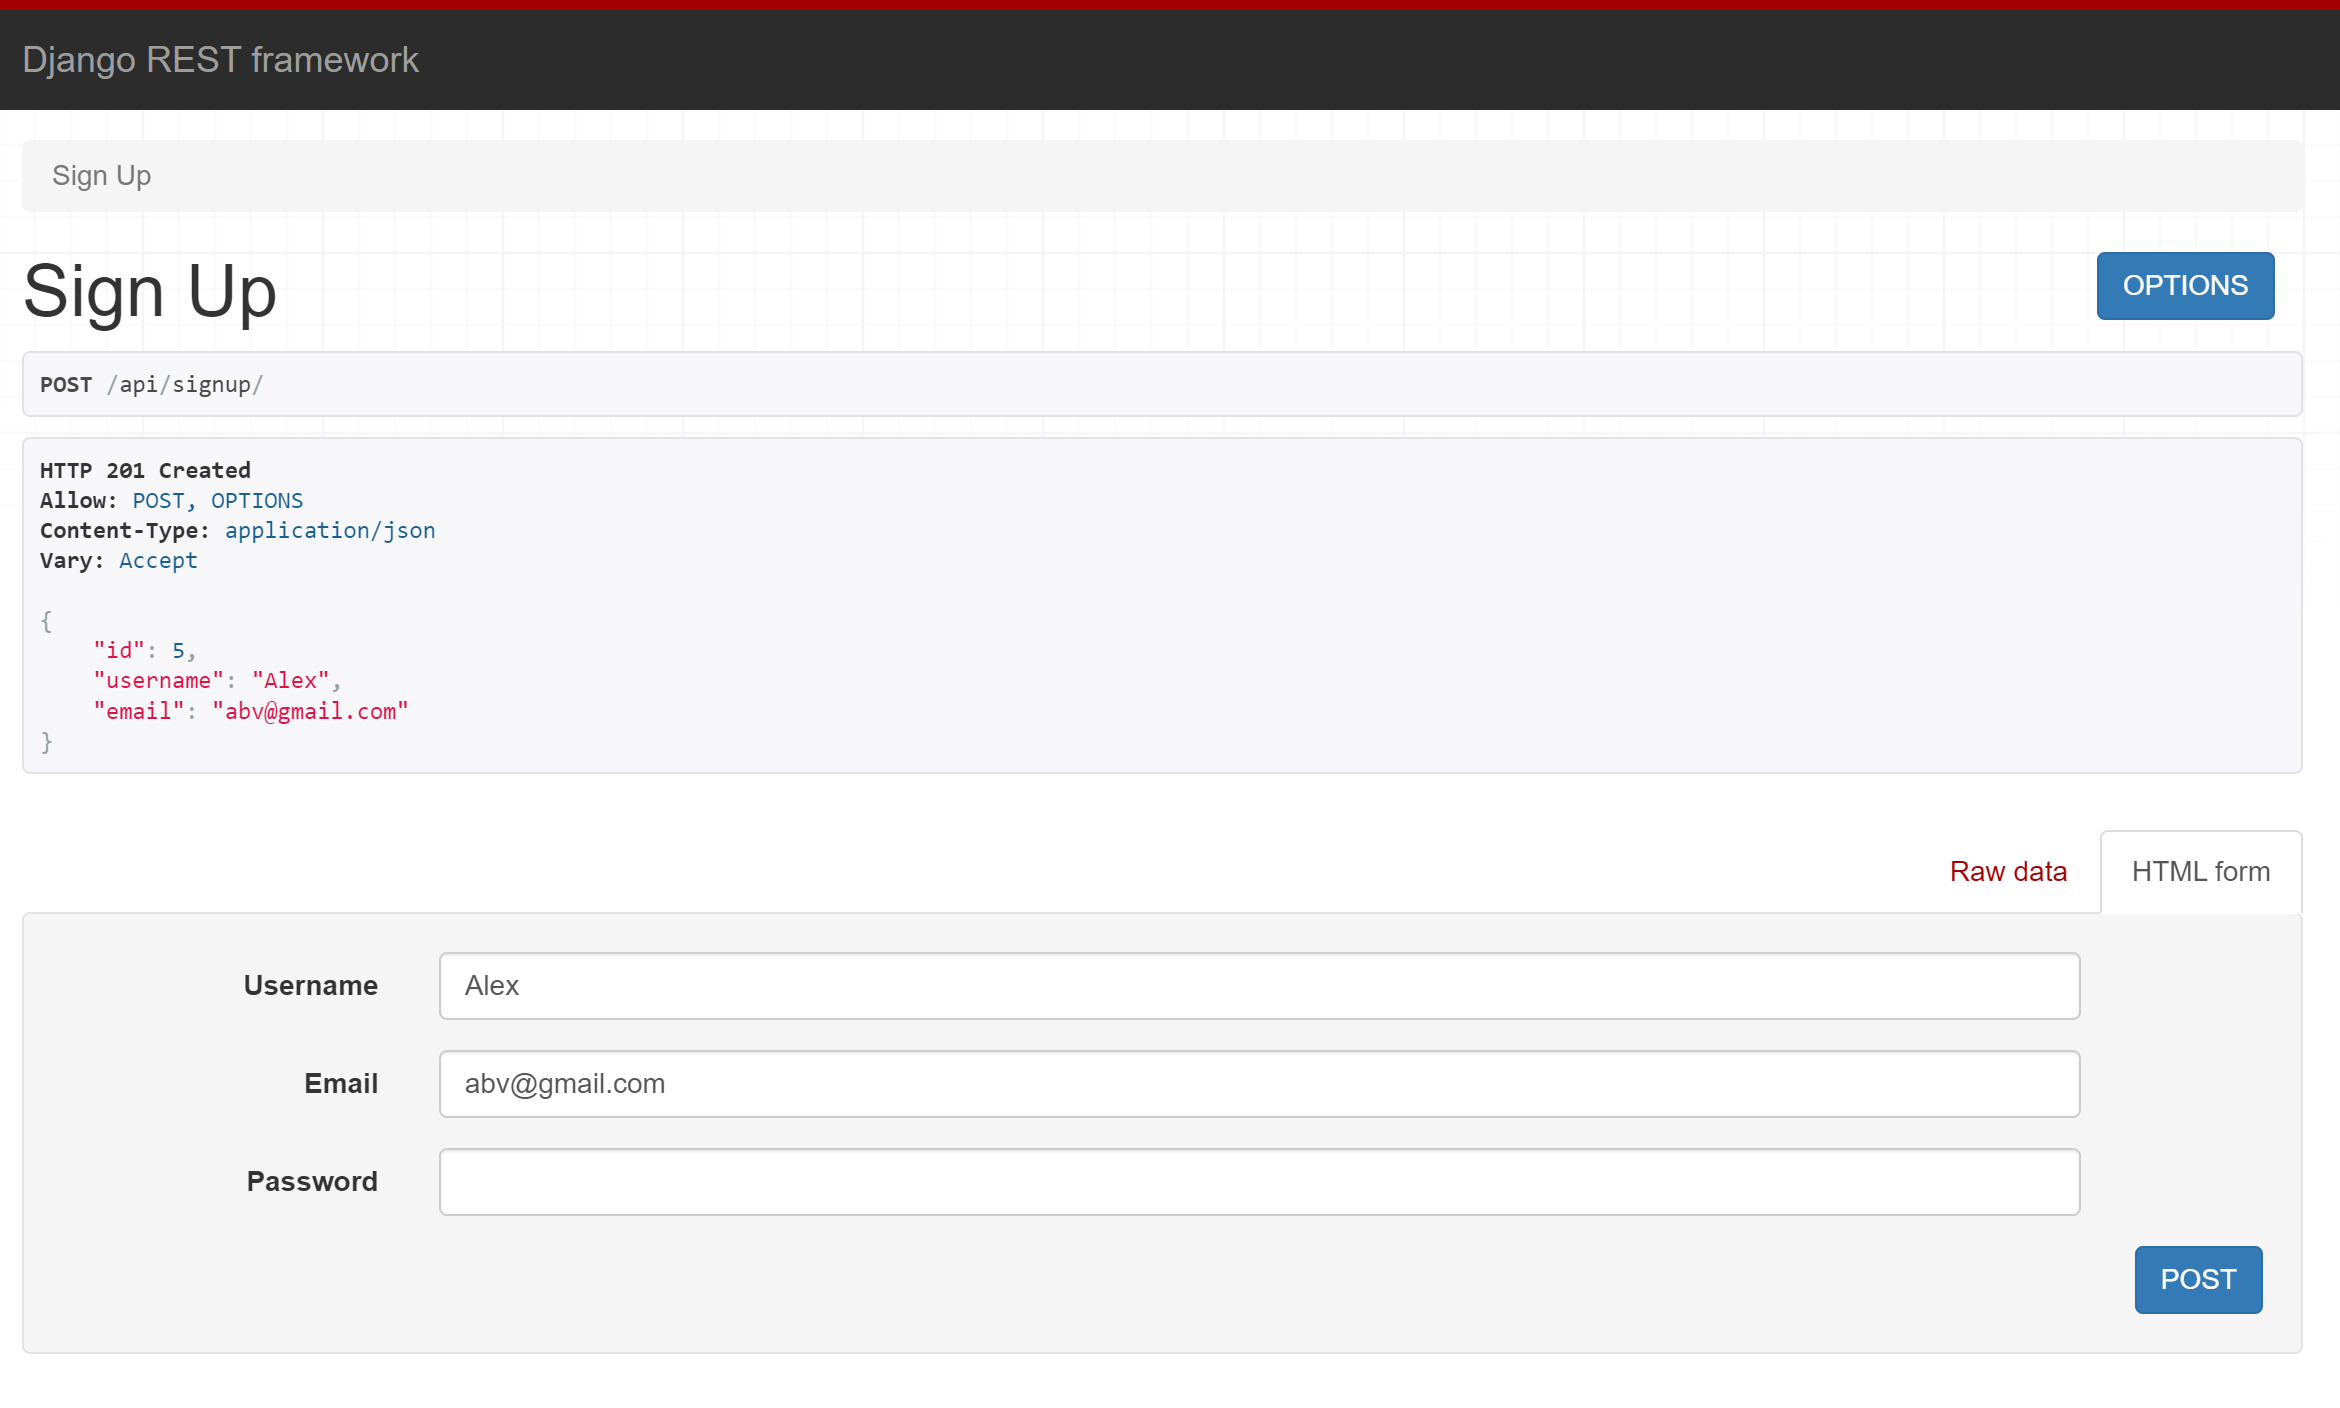 Django REST framework
Sign Up
Sign Up
OPTIONS
POST /api/signup/
HTTP 201 Created
Allow: POST, OPTIONS
Content-Type: application/json
Vary: Accept
{
"id": 5,
"username": "Alex",
"email": "abv@gmail.com"
}
Raw data
HTML form
Username
Alex
Email
abv@gmail.com
Password
POST